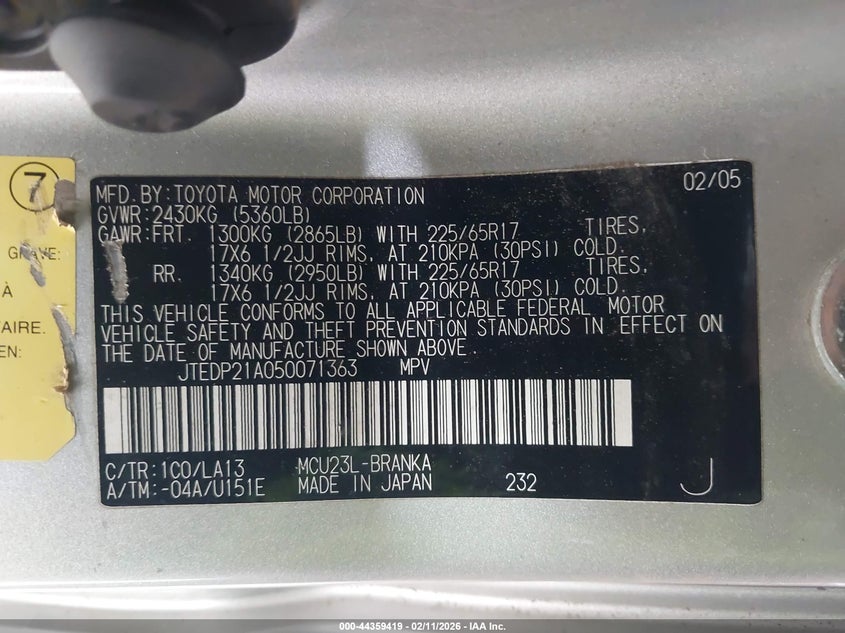 7
GRAVE:
À
TAIRE.
EN:
MFD. BY: TOYOTA MOTOR CORPORATION 02/05
GVWR: 2430KG (5360LB)
GAWR: FRT. 1300KG (2865LB) WITH 225/65R17 TIRES,
17X6 1/2JJ RIMS, AT 210KPA (30PSI) COLD.
RR. 1340KG (2950LB) WITH 225/65R17 TIRES,
17X6 1/2JJ RIMS, AT 210KPA (30PSI) COLD.
THIS VEHICLE CONFORMS TO ALL APPLICABLE FEDERAL MOTOR
VEHICLE SAFETY AND THEFT PREVENTION STANDARDS IN EFFECT ON
THE DATE OF MANUFACTURE SHOWN ABOVE.
JTEDP21A050071363 MPV
C/TR: 1C0/LA13 MCU23L-BRANKA
A/TM: -04A/U151E MADE IN JAPAN 232 J
000-44359419 - 02/11/2026 - IAA Inc.